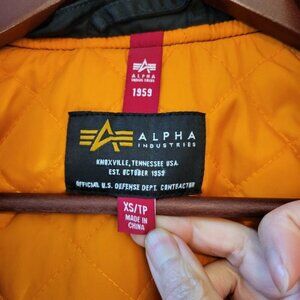 ALPHA
INDUSTRIES
1959
ALPHA
INDUSTRIES
KNOXVILLE, TENNESSEE USA
EST. OCTOBER 1959
OFFICIAL U.S. DEFENSE DEPT. CONTRACTOR
XS/TP
MADE IN
CHINA